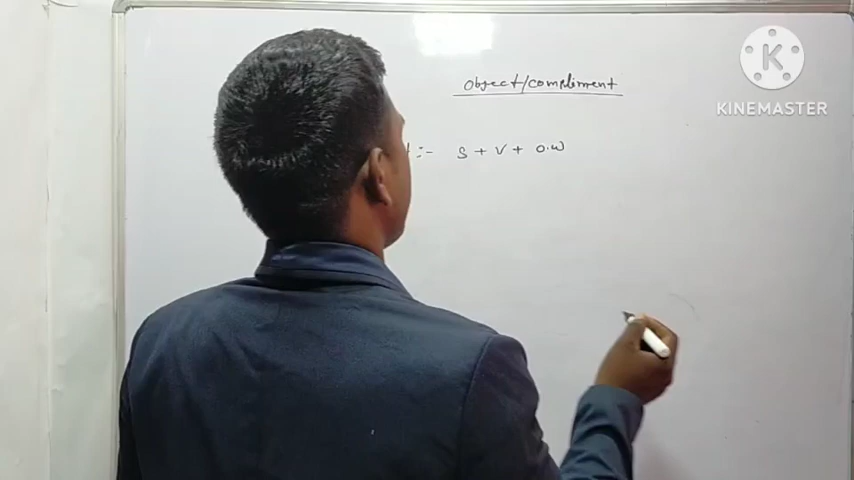 Object/compliment
:- S + V + O.W
K
KINEMASTER